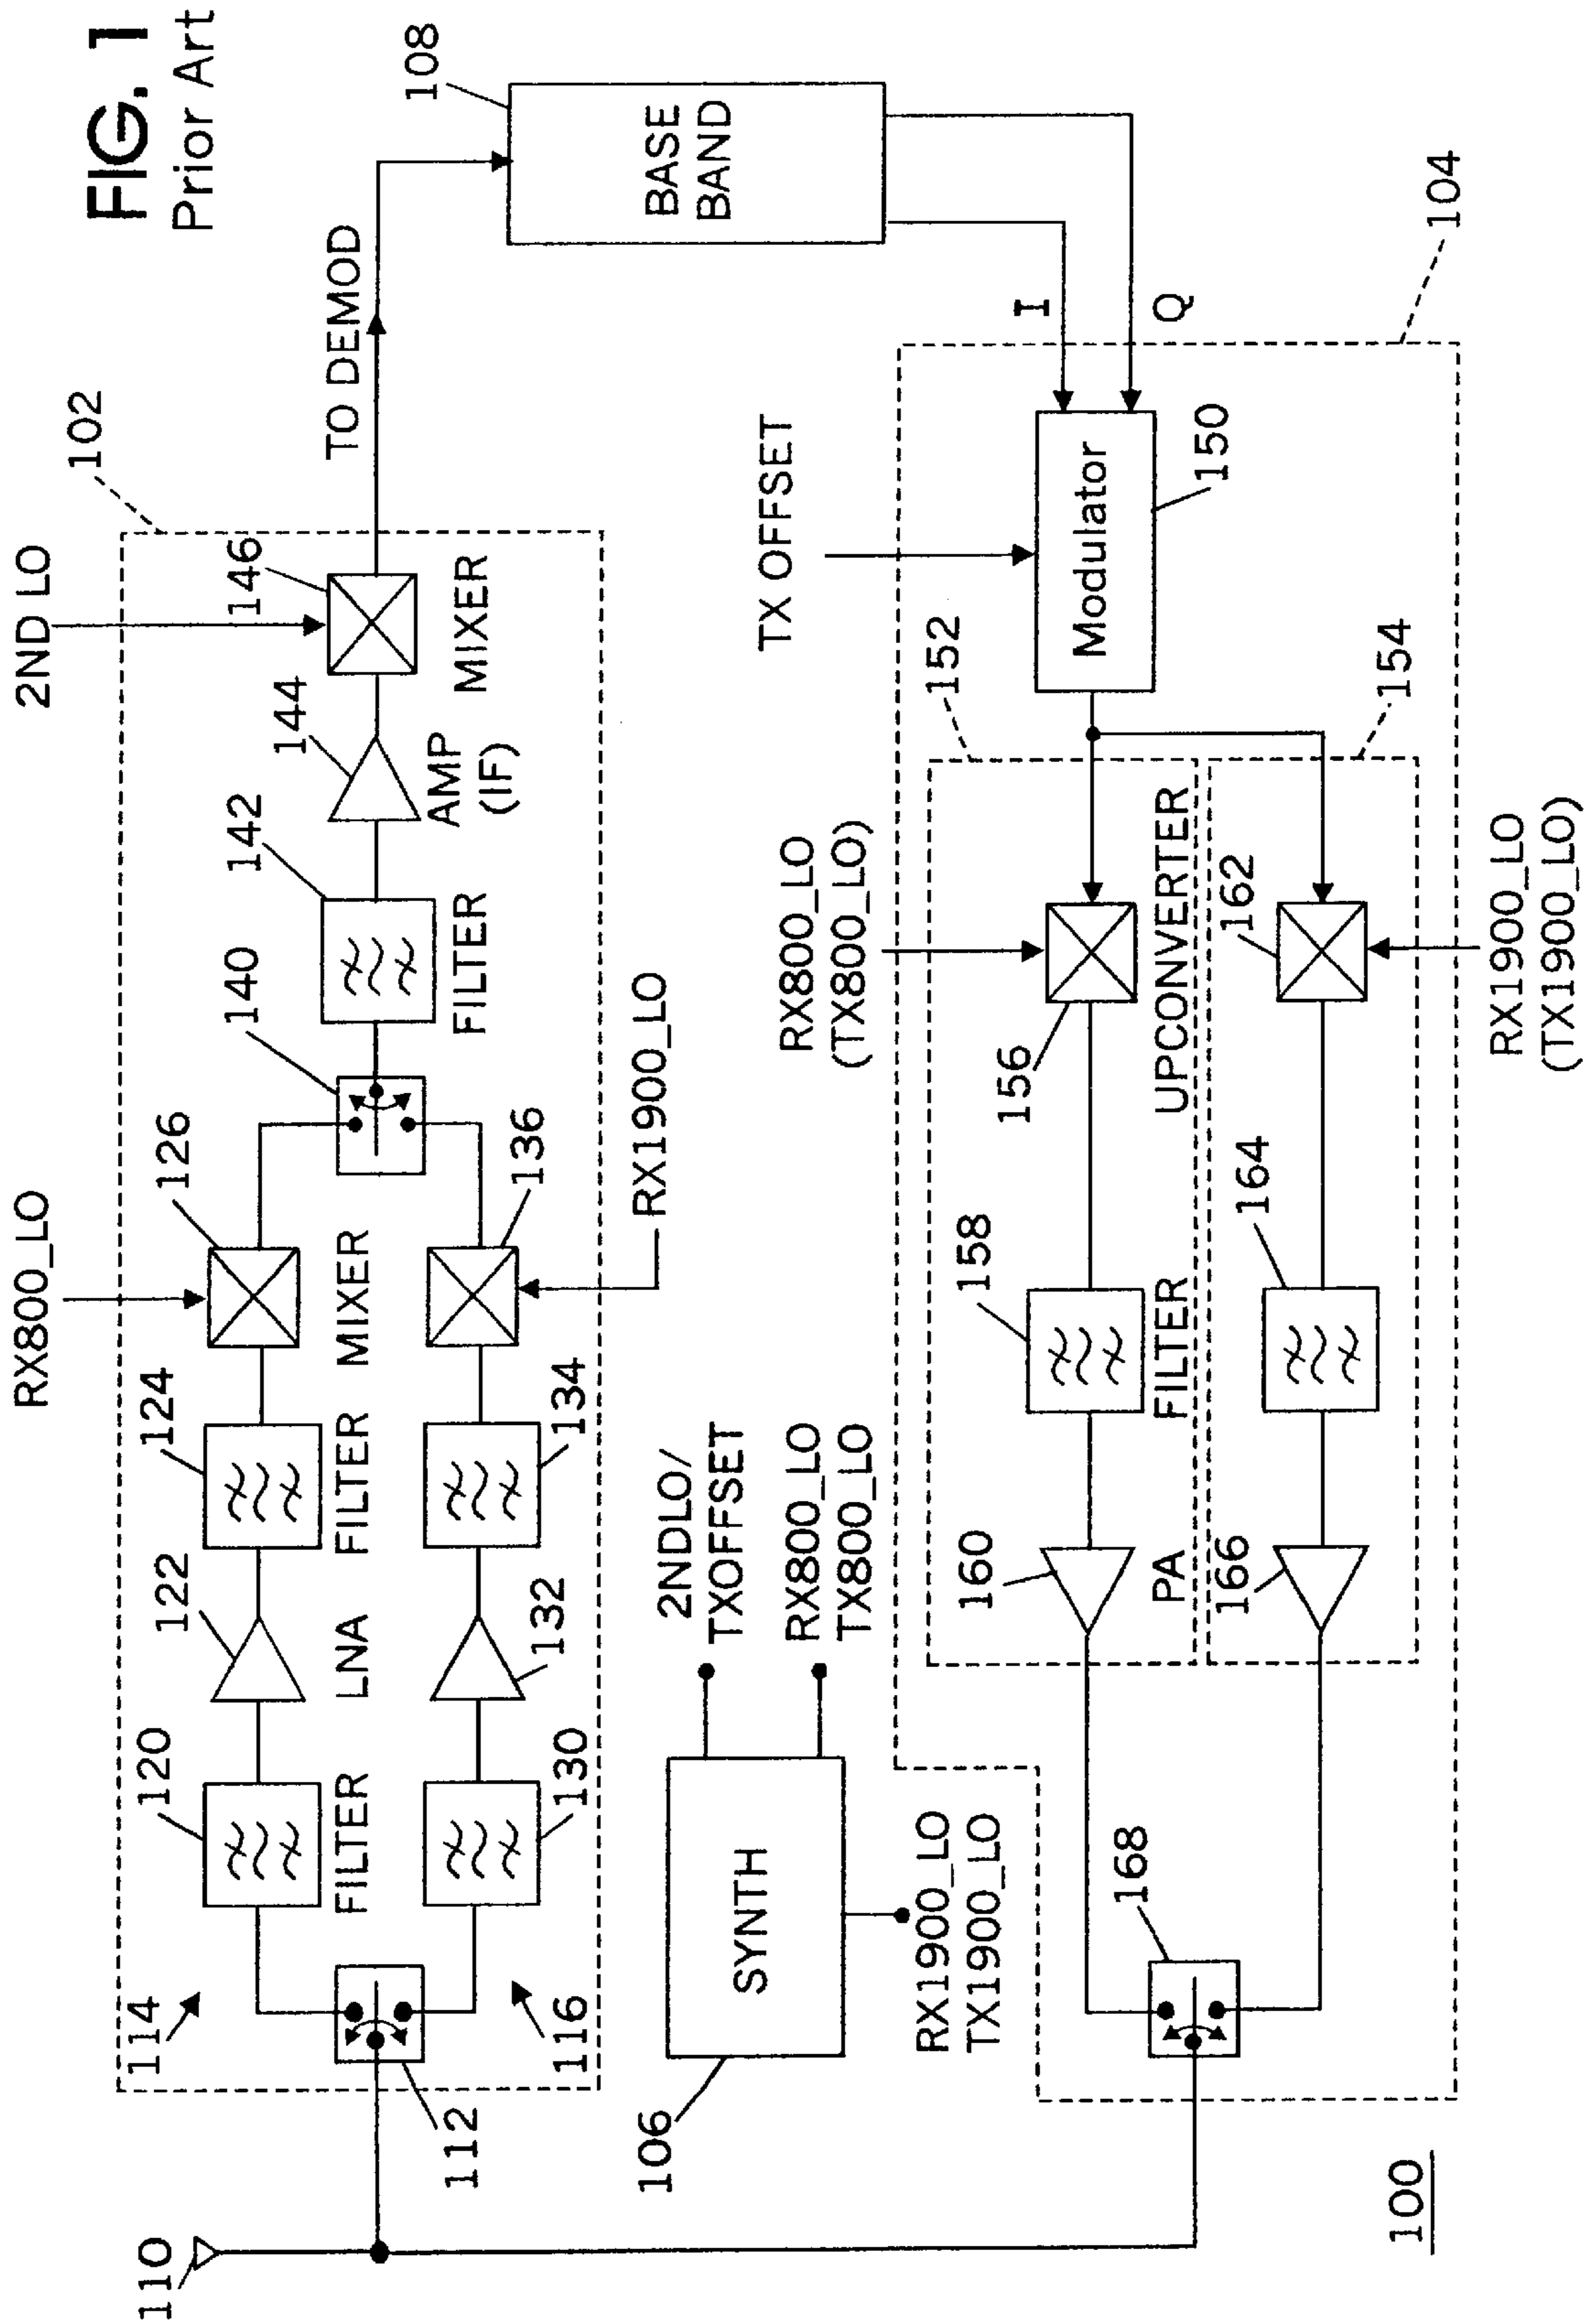 FIG. 1
Prior Art
2ND LO
102
RX800_LO
114
120
122
124
126
140
142
144
146
TO DEMOD
108
FILTER
LNA
FILTER
MIXER
FILTER
AMP
(IF)
MIXER
BASE
BAND
110
112
116
130
132
134
136
RX1900_LO
106
SYNTH
2NDLO/
TXOFFSET
RX800_LO
TX800_LO
RX1900_LO
TX1900_LO
RX800_LO
(TX800_LO)
TX OFFSET
I
Q
104
152
Modulator
150
160
158
156
PA
FILTER
UPCONVERTER
154
168
166
164
162
RX1900_LO
(TX1900_LO)
100